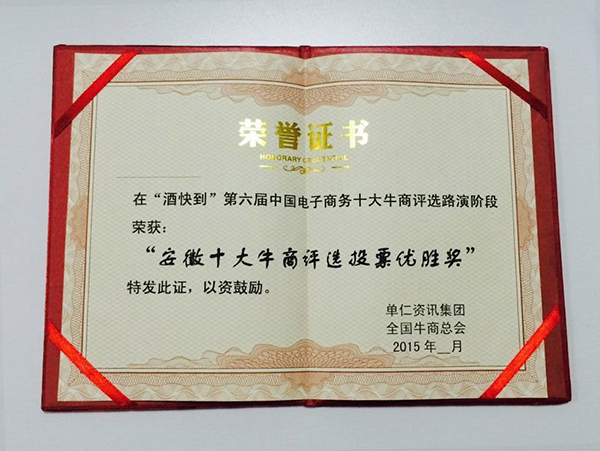 荣誉证书
HONORARY CREDENTIAL
在“酒快到”第六届中国电子商务十大牛商评选路演阶段
荣获：
“安徽十大牛商评选投票优胜奖”
特发此证，以资鼓励。
单仁资讯集团
全国牛商总会
2015 年__月